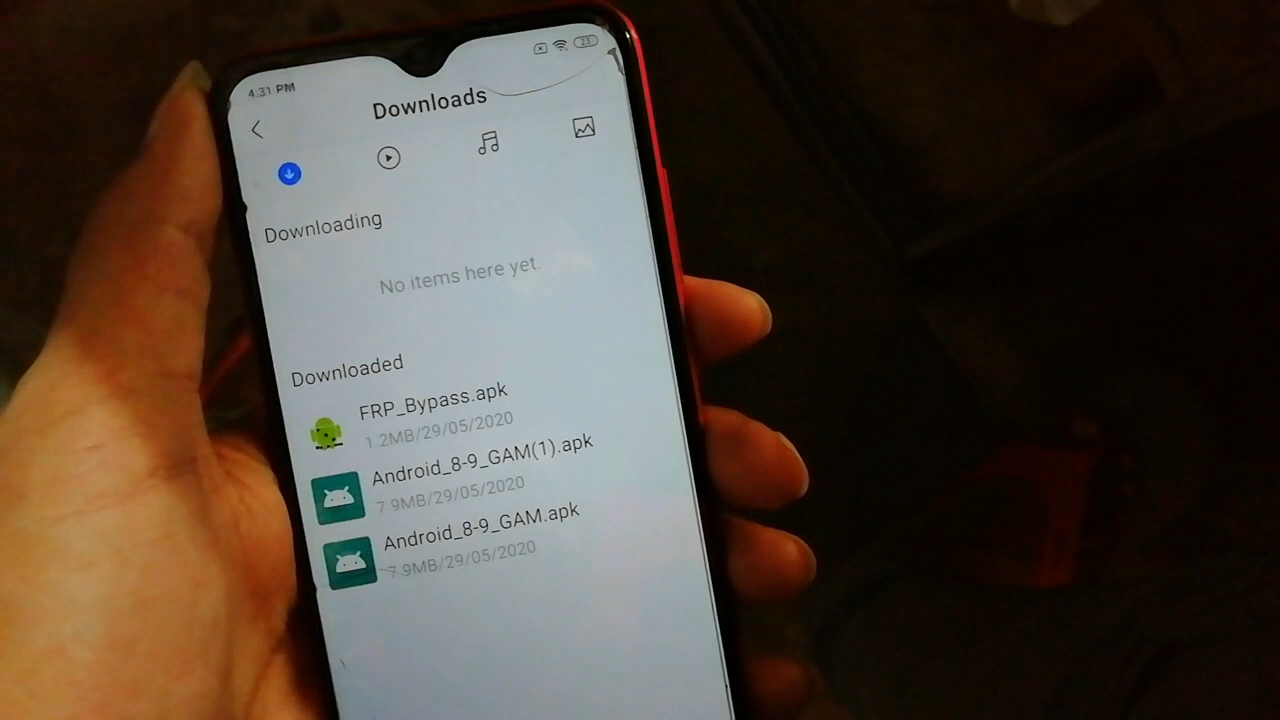 4:31 PM
23
Downloads
Downloading
No items here yet.
Downloaded
FRP_Bypass.apk
1.2MB/29/05/2020
Android_8-9_GAM(1).apk
7.9MB/29/05/2020
Android_8-9_GAM.apk
7.9MB/29/05/2020